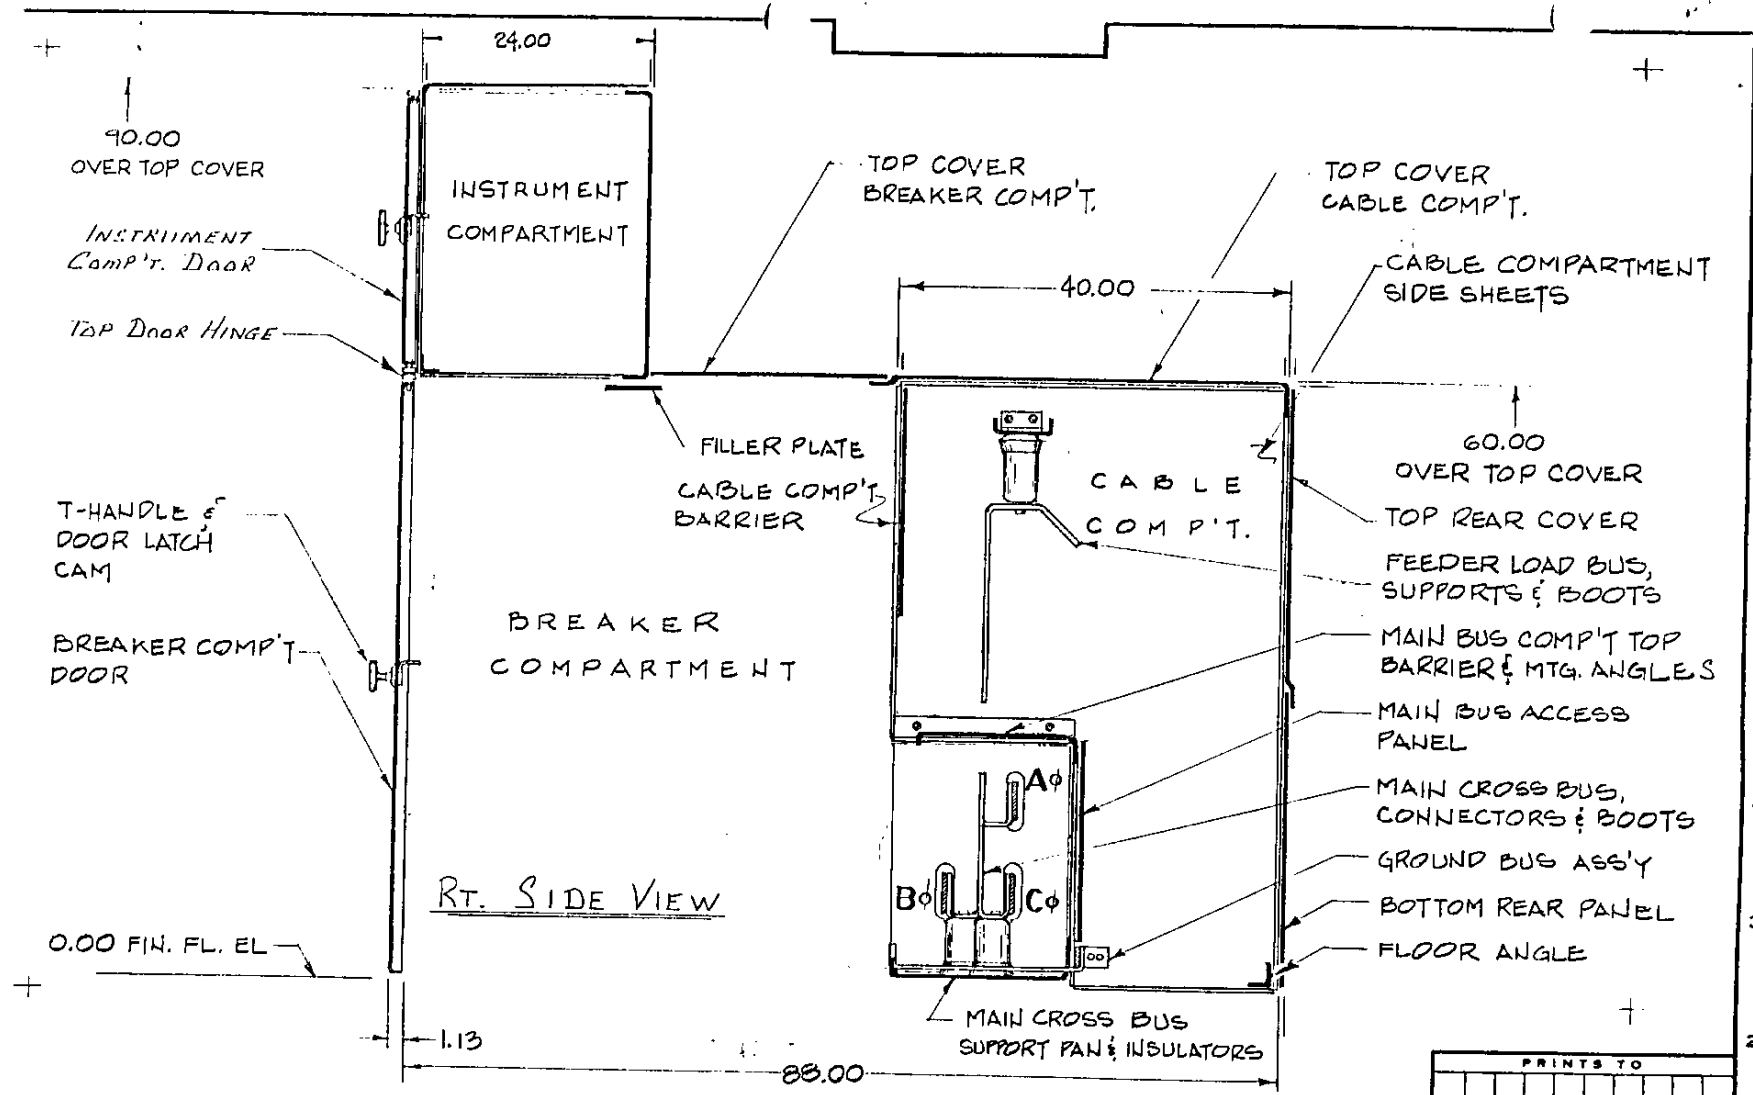 24.00
90.00
OVER TOP COVER
INSTRUMENT
COMPARTMENT
INSTRUMENT
COMP'T. DOOR
TOP DOOR HINGE
TOP COVER
BREAKER COMP'T.
TOP COVER
CABLE COMP'T.
CABLE COMPARTMENT
SIDE SHEETS
40.00
60.00
OVER TOP COVER
FILLER PLATE
CABLE COMP'T
BARRIER
CABLE
COMP'T.
TOP REAR COVER
FEEDER LOAD BUS,
SUPPORTS & BOOTS
T-HANDLE &
DOOR LATCH
CAM
BREAKER COMP'T
DOOR
BREAKER
COMPARTMENT
MAIN BUS COMP'T TOP
BARRIER & MTG. ANGLES
MAIN BUS ACCESS
PANEL
MAIN CROSS BUS,
CONNECTORS & BOOTS
GROUND BUS ASS'Y
BOTTOM REAR PANEL
FLOOR ANGLE
Aϕ
Bϕ
Cϕ
RT. SIDE VIEW
0.00 FIN. FL. EL
MAIN CROSS BUS
SUPPORT PAN & INSULATORS
1.13
88.00
PRINTS TO